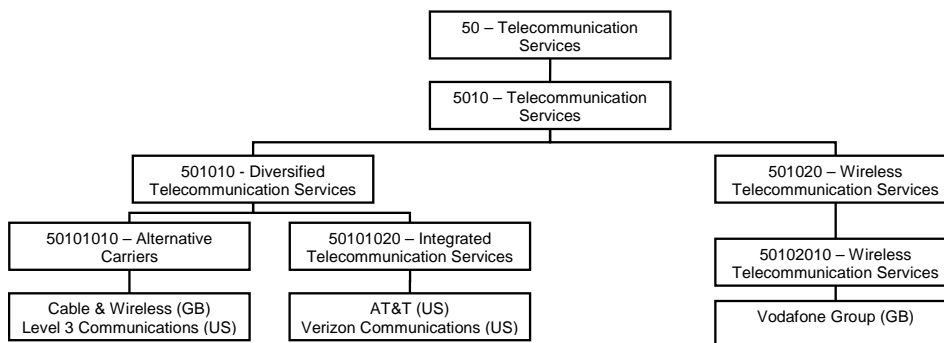 50 – Telecommunication
Services
5010 – Telecommunication
Services
501010 - Diversified
Telecommunication Services
501020 – Wireless
Telecommunication Services
50101010 – Alternative
Carriers
50101020 – Integrated
Telecommunication Services
50102010 – Wireless
Telecommunication Services
Cable & Wireless (GB)
Level 3 Communications (US)
AT&T (US)
Verizon Communications (US)
Vodafone Group (GB)